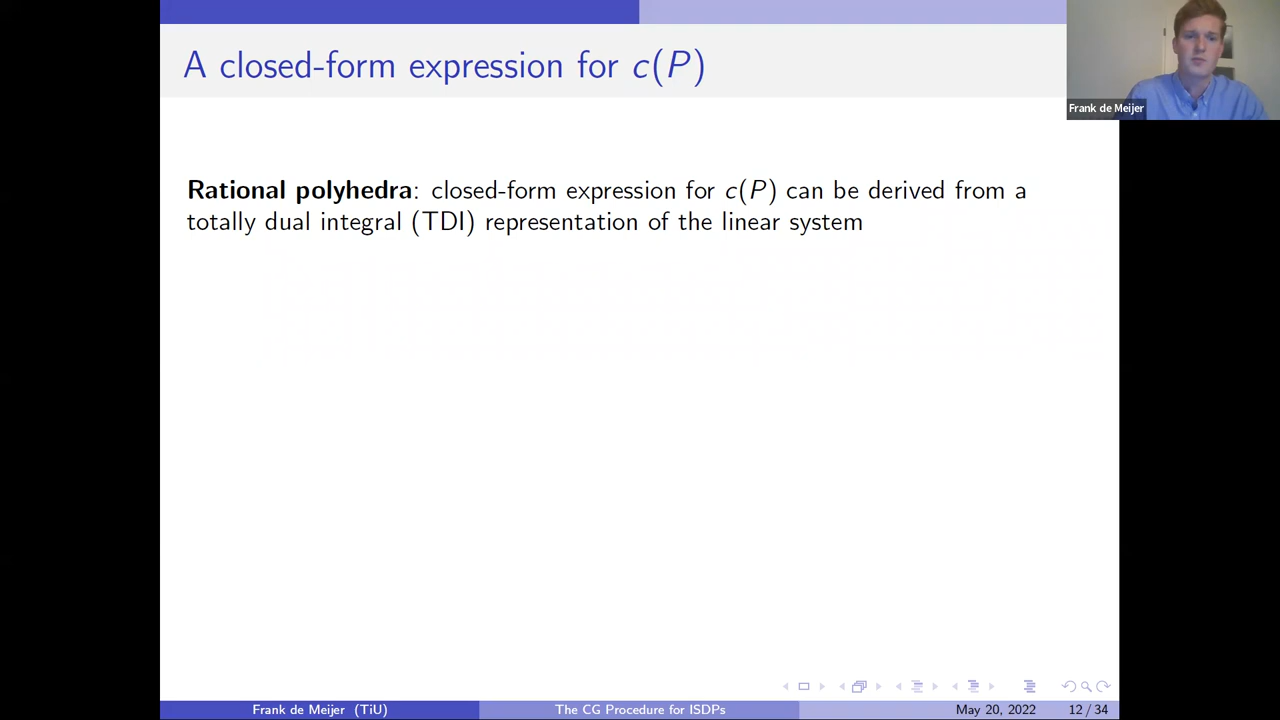 A closed-form expression for c(P)
Frank de Meijer
Rational polyhedra: closed-form expression for c(P) can be derived from a
totally dual integral (TDI) representation of the linear system
Frank de Meijer (TiU)
The CG Procedure for ISDPs
May 20, 2022
12 / 34